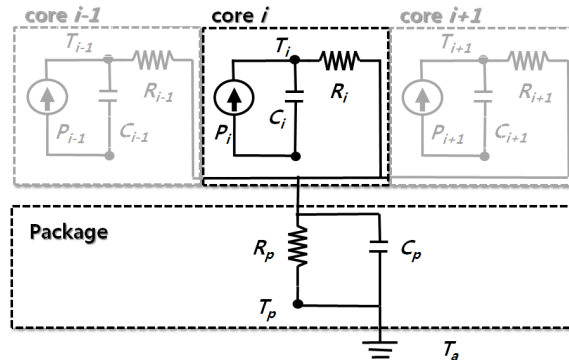 core i-1
core i
core i+1
T_{i-1}
T_i
T_{i+1}
R_{i-1}
R_i
R_{i+1}
P_{i-1}
C_{i-1}
P_i
C_i
P_{i+1}
C_{i+1}
Package
R_p
C_p
T_p
T_a